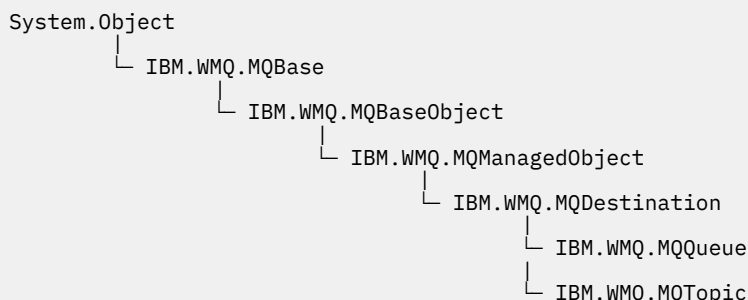 System.Object
IBM.WMQ.MQBase
IBM.WMQ.MQBaseObject
IBM.WMQ.MQManagedObject
IBM.WMQ.MQDestination
IBM.WMQ.MQQueue
IBM.WMQ.MQTopic